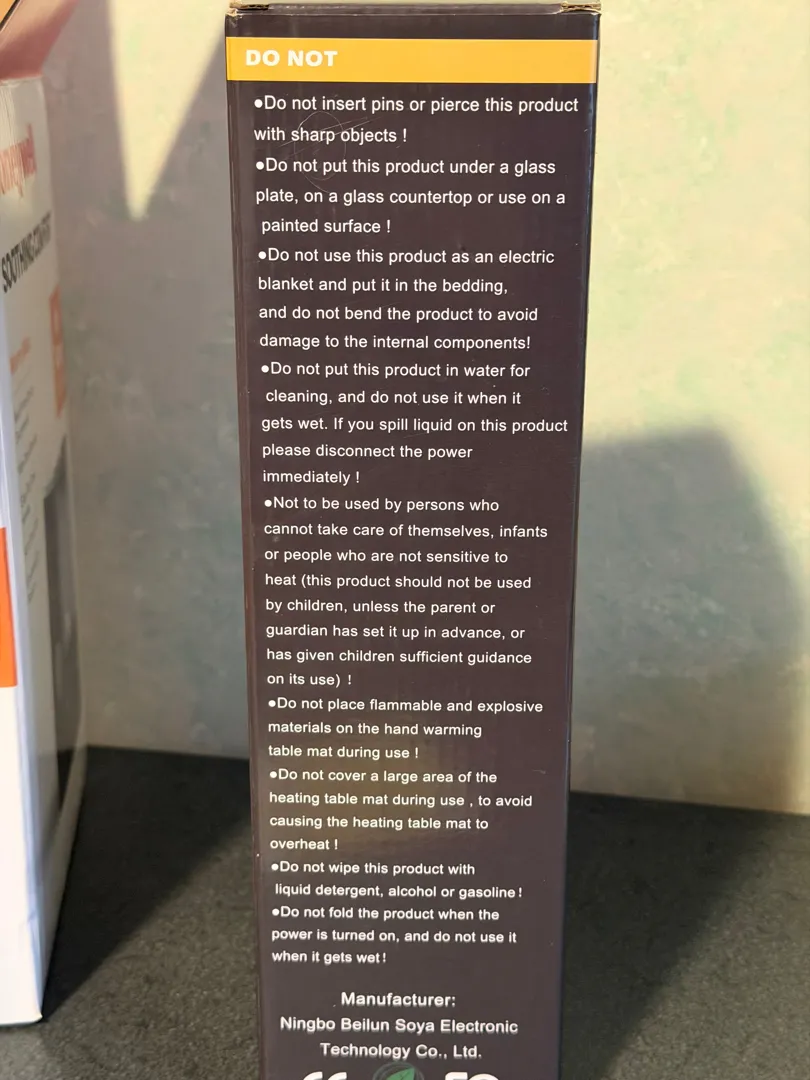 DO NOT
●Do not insert pins or pierce this product
with sharp objects !
●Do not put this product under a glass
plate, on a glass countertop or use on a
painted surface !
●Do not use this product as an electric
blanket and put it in the bedding,
and do not bend the product to avoid
damage to the internal components!
●Do not put this product in water for
cleaning, and do not use it when it
gets wet. If you spill liquid on this product
please disconnect the power
immediately !
●Not to be used by persons who
cannot take care of themselves, infants
or people who are not sensitive to
heat (this product should not be used
by children, unless the parent or
guardian has set it up in advance, or
has given children sufficient guidance
on its use) !
●Do not place flammable and explosive
materials on the hand warming
table mat during use !
●Do not cover a large area of the
heating table mat during use , to avoid
causing the heating table mat to
overheat !
●Do not wipe this product with
liquid detergent, alcohol or gasoline!
●Do not fold the product when the
power is turned on, and do not use it
when it gets wet!
Manufacturer:
Ningbo Beilun Soya Electronic
Technology Co., Ltd.
SOOTHING